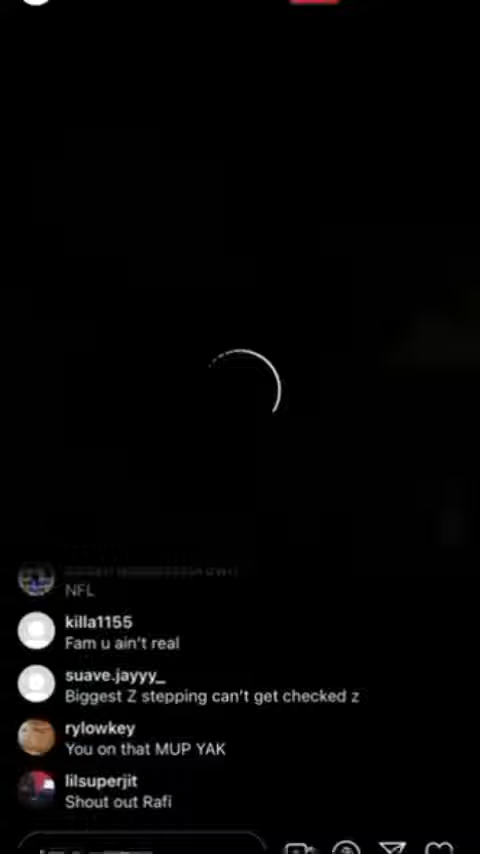 NFL
killa1155
Fam u ain't real
suave.jayyy_
Biggest Z stepping can't get checked z
rylowkey
You on that MUP YAK
lilsuperjit
Shout out Rafi